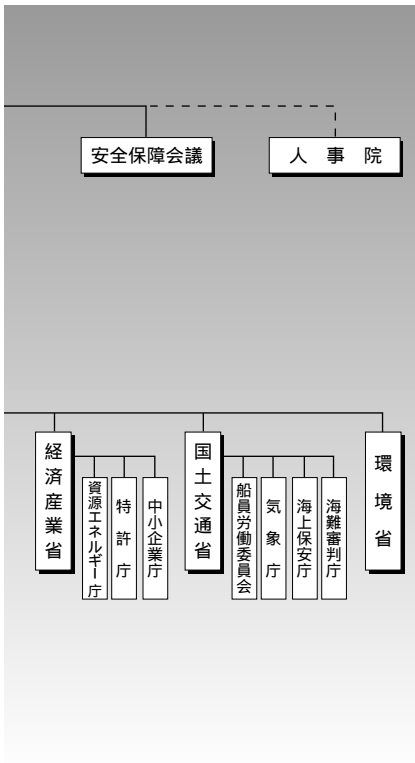 安全保障会議
人事院
経済産業省
資源エネルギー庁
特許庁
中小企業庁
国土交通省
船員労働委員会
気象庁
海上保安庁
海難審判庁
環境省